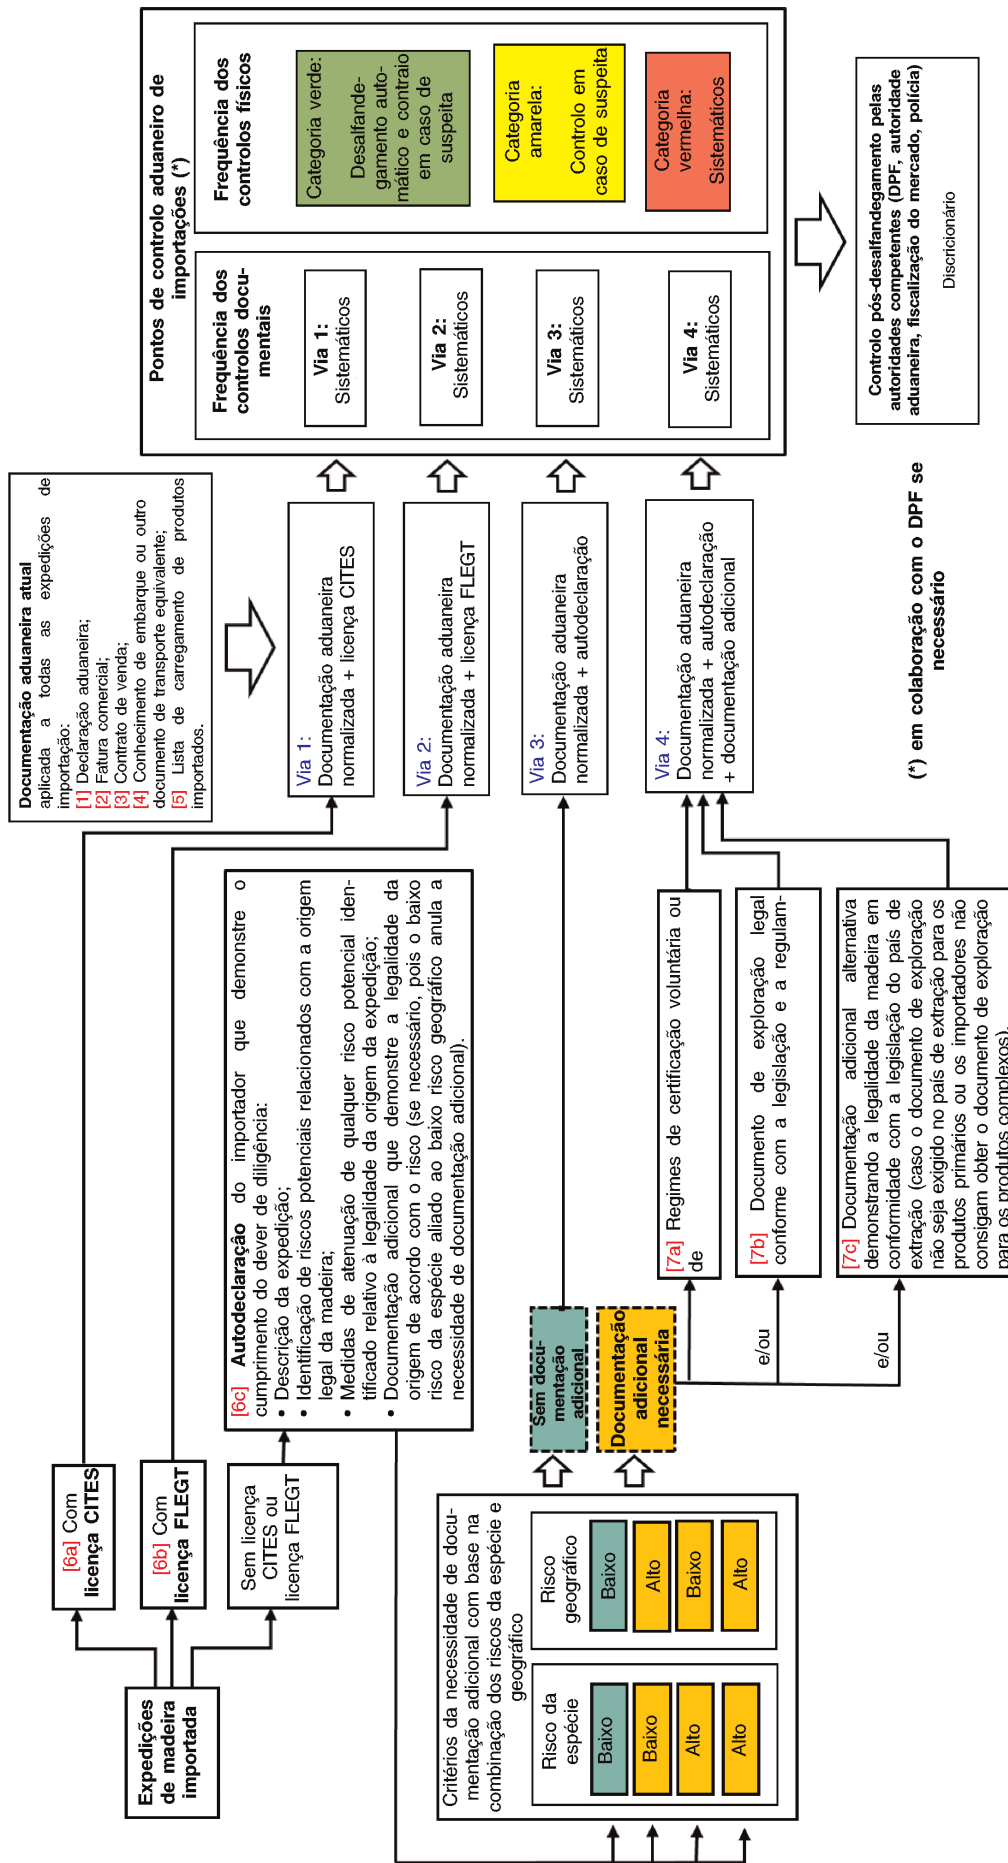 Expedições
de madeira
importada
[6a] Com
licença CITES
[6b] Com
licença FLEGT
Sem licença
CITES ou
licença FLEGT
[6c] Autodeclaração do importador que demonstre o
cumprimento do dever de diligência:
• Descrição da expedição;
• Identificação de riscos potenciais relacionados com a origem
legal da madeira;
• Medidas de atenuação de qualquer risco potencial iden-
tificado relativo à legalidade da origem da expedição;
• Documentação adicional que demonstre a legalidade da
origem de acordo com o risco (se necessário, pois o baixo
risco da espécie aliado ao baixo risco geográfico anula a
necessidade de documentação adicional).
Critérios da necessidade de docu-
mentação adicional com base na
combinação dos riscos da espécie e
geográfico
Risco da
espécie
Baixo
Baixo
Alto
Alto
Risco
geográfico
Baixo
Alto
Baixo
Alto
Sem docu-
mentação
adicional
Documentação
adicional
necessária
e/ou
e/ou
[7a] Regimes de certificação voluntária ou
de
[7b] Documento de exploração legal
conforme com a legislação e a regulam-
[7c] Documentação adicional alternativa
demonstrando a legalidade da madeira em
conformidade com a legislação do país de
extração (caso o documento de exploração
não seja exigido no país de extração para os
produtos primários ou os importadores não
consigam obter o documento de exploração
para os produtos complexos).
Documentação aduaneira atual
aplicada a todas as expedições de
importação:
[1] Declaração aduaneira;
[2] Fatura comercial;
[3] Contrato de venda;
[4] Conhecimento de embarque ou outro
documento de transporte equivalente;
[5] Lista de carregamento de produtos
importados.
Via 1:
Documentação aduaneira
normalizada + licença CITES
Via 2:
Documentação aduaneira
normalizada + licença FLEGT
Via 3:
Documentação aduaneira
normalizada + autodeclaração
Via 4:
Documentação aduaneira
normalizada + autodeclaração
+ documentação adicional
Pontos de controlo aduaneiro de
importações (*)
Frequência dos
controlos docu-
mentais
Via 1:
Sistemáticos
Via 2:
Sistemáticos
Via 3:
Sistemáticos
Via 4:
Sistemáticos
Frequência dos
controlos físicos
Categoria verde:
Desalfande-
gamento auto-
mático e contraio
em caso de
suspeita
Categoria
amarela:
Controlo em
caso de suspeita
Categoria
vermelha:
Sistemáticos
Controlo pós-desalfandegamento pelas
autoridades competentes (DPF, autoridade
aduaneira, fiscalização do mercado, polícia)
Discricionário
(*) em colaboração com o DPF se
necessário